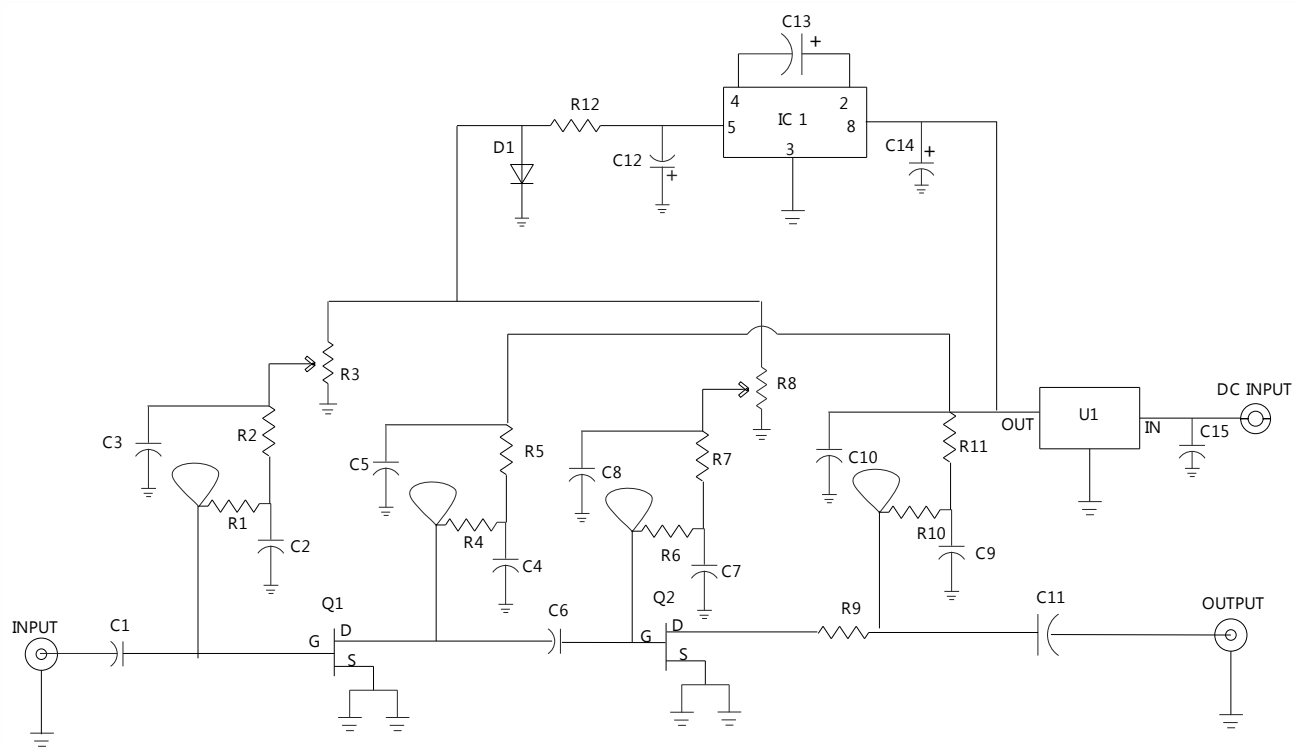 C13
+
R12
4
2
IC 1
5
8
D1
C12
+
3
C14
+
R3
R8
DC INPUT
U1
OUT
IN
C15
C3
R2
C5
R5
C8
R7
C10
R11
R1
C2
R4
C4
R6
C7
R10
C9
INPUT
C1
Q1
G
D
S
C6
Q2
G
D
S
R9
C11
OUTPUT